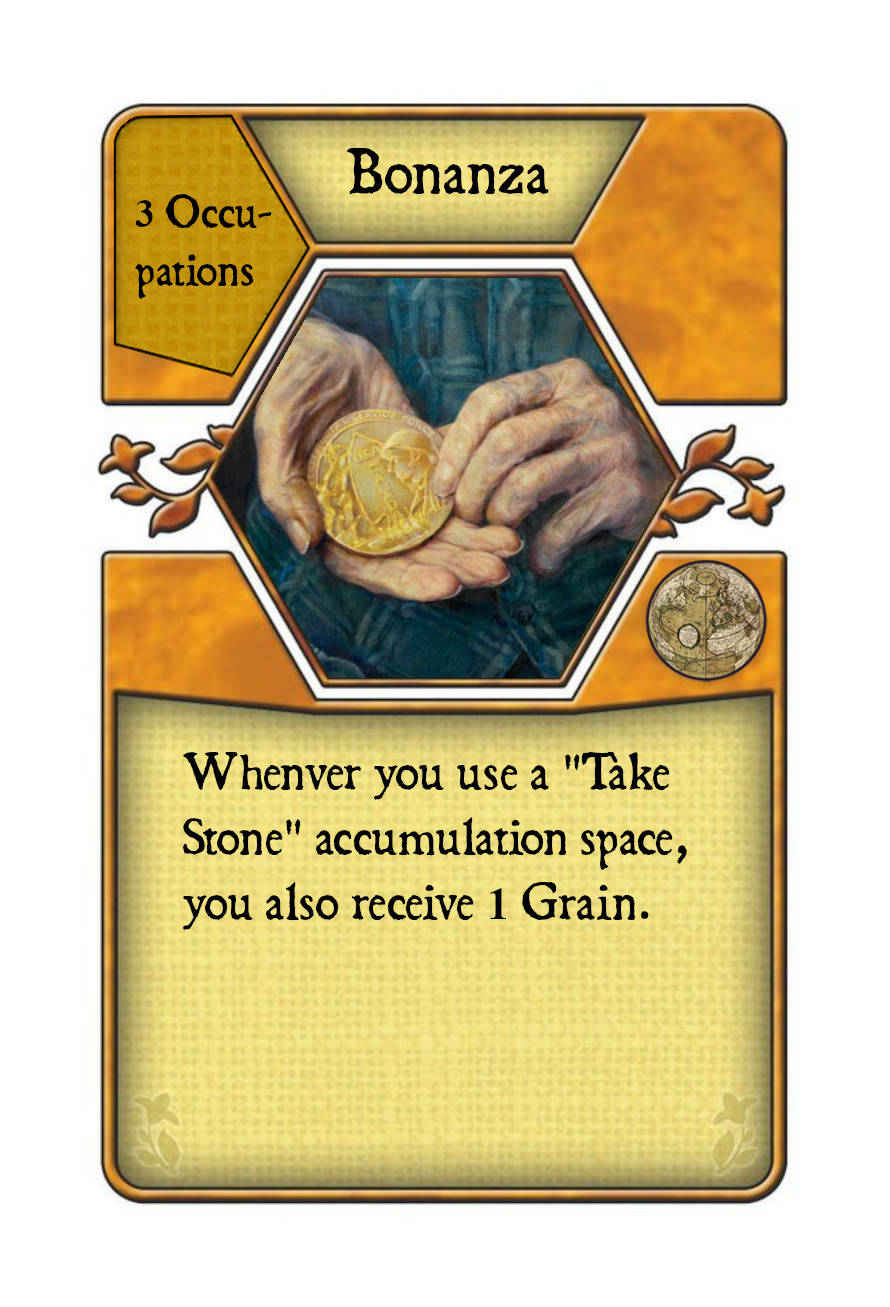 Bonanza
3 Occu-
pations
Whenver you use a "Take
Stone" accumulation space,
you also receive 1 Grain.